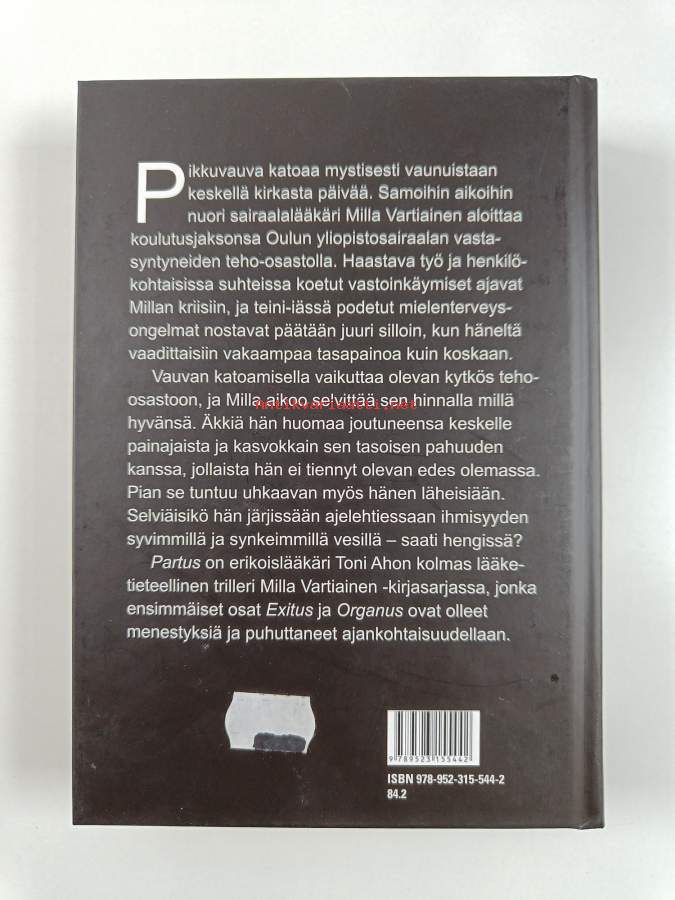 Pikkuvauva katoaa mystisesti vaunuistaan
keskellä kirkasta päivää. Samoihin aikoihin
nuori sairaalalääkäri Milla Vartiainen aloittaa
koulutusjaksonsa Oulun yliopistosairaalan vasta-
syntyneiden teho-osastolla. Haastava työ ja henkilö-
kohtaisissa suhteissa koetut vastoinkäymiset ajavat
Millan kriisiin, ja teini-iässä podetut mielenterveys-
ongelmat nostavat päätään juuri silloin, kun häneltä
vaadittaisiin vakaampaa tasapainoa kuin koskaan.
Vauvan katoamisella vaikuttaa olevan kytkös teho-
osastoon, ja Milla aikoo selvittää sen hinnalla millä
antikvariaatti.net
hyvänsä. Äkkiä hän huomaa joutuneensa keskelle
painajaista ja kasvokkain sen tasoisen pahuuden
kanssa, jollaista hän ei tiennyt olevan edes olemassa.
Pian se tuntuu uhkaavan myös hänen läheisiään.
Selviäisikö hän järjissään ajelehtiessaan ihmisyyden
syvimmillä ja synkeimmillä vesillä – saati hengissä?
Partus on erikoislääkäri Toni Ahon kolmas lääke-
tieteellinen trilleri Milla Vartiainen -kirjasarjassa, jonka
ensimmäiset osat Exitus ja Organus ovat olleet
menestyksiä ja puhuttaneet ajankohtaisuudellaan.
9 789523 155442
ISBN 978-952-315-544-2
84.2